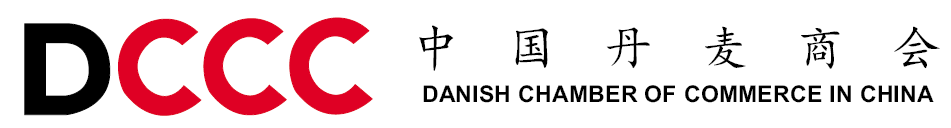 DCCC
中国丹麦商会
DANISH CHAMBER OF COMMERCE IN CHINA